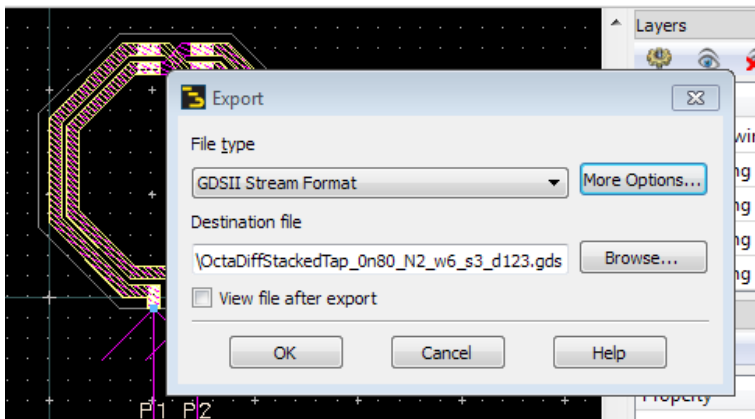 Layers
Export
File type
GDSII Stream Format
More Options...
Destination file
\OctaDiffStackedTap_0n80_N2_w6_s3_d123.gds
Browse...
View file after export
OK
Cancel
Help
P1 P2